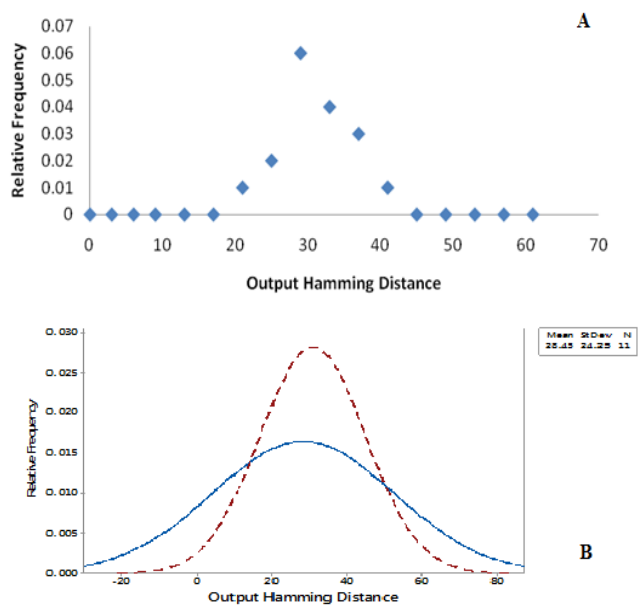 A
0.07
0.06
0.05
0.04
0.03
0.02
0.01
0
Relative Frequency
0 10 20 30 40 50 60 70
Output Hamming Distance
0.030
0.025
0.020
0.015
0.010
0.005
0.000
Relative Frequency
-20 0 20 40 60 80
Output Hamming Distance
Mean StDev N
28.45 24.25 11
B